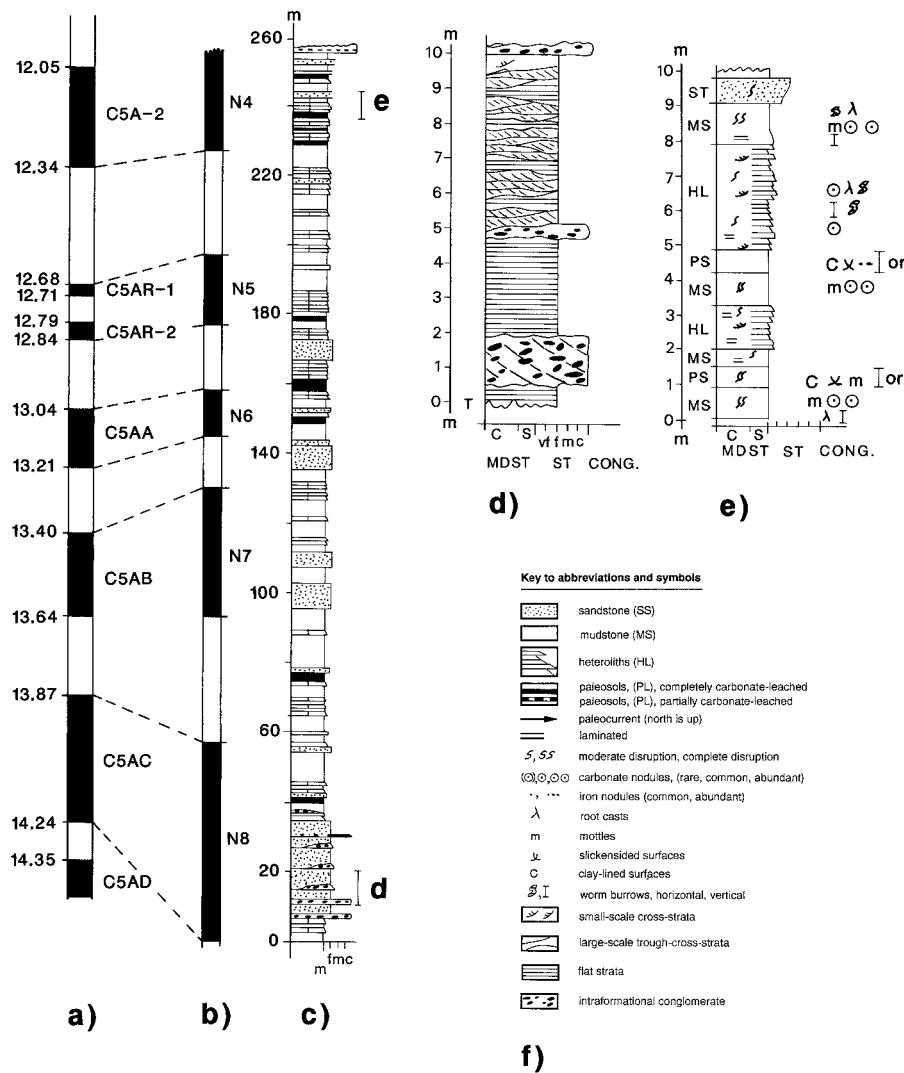 12.05
12.34
12.68
12.71
12.79
12.84
13.04
13.21
13.40
13.64
13.87
14.24
14.35
C5A-2
C5AR-1
C5AR-2
C5AA
C5AB
C5AC
C5AD
a)
N4
N5
N6
N7
N8
b)
m
260
220
180
140
100
60
20
0
m
fmc
e
d
c)
m
10
9
8
7
6
5
4
3
2
1
0
m
T
C S vf f m c
MDST ST CONG.
d)
m
10
9
8
7
6
5
4
3
2
1
0
m
ST
MS
HL
PS
MS
HL
MS
PS
MS
λ
m
λ
C or
m
C m or
m
λ
C S
MDST ST CONG.
e)
Key to abbreviations and symbols
sandstone (SS)
mudstone (MS)
heteroliths (HL)
paleosols, (PL), completely carbonate-leached
paleosols, (PL), partially carbonate-leached
paleocurrent (north is up)
laminated
moderate disruption, complete disruption
carbonate nodules, (rare, common, abundant)
iron nodules (common, abundant)
λ root casts
m mottles
slickensided surfaces
C clay-lined surfaces
worm burrows, horizontal, vertical
small-scale cross-strata
large-scale trough-cross-strata
flat strata
intraformational conglomerate
f)